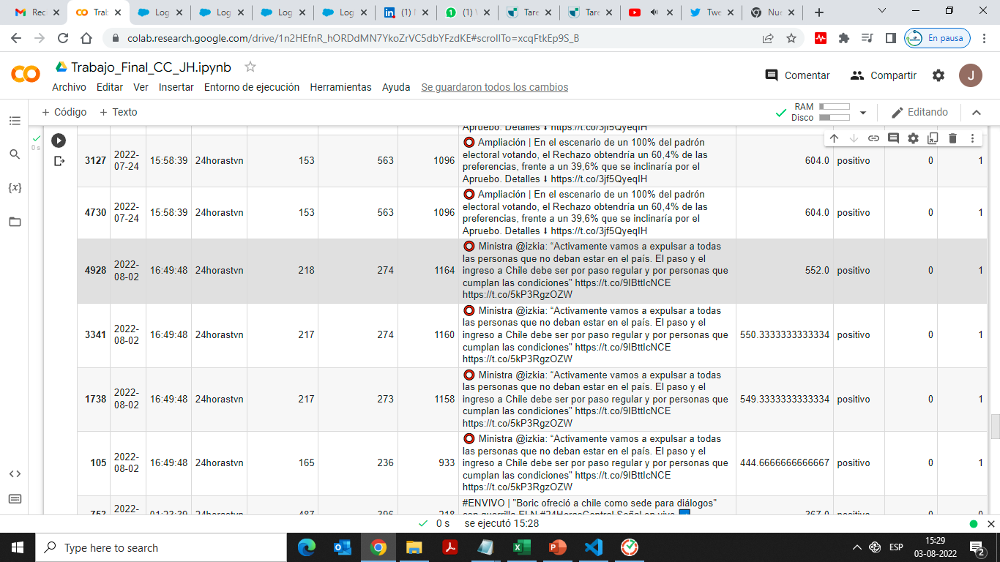 Rec
Trab
Log
Log
Log
Log
(1)
(1)
Tare
Tare
Twe
Nue
colab.research.google.com/drive/1n2HEfnR_hORDdMN7YkoZrVC5dbYFzdKE#scrollTo=xcqFtkEp9S_B
En pausa
CO
Trabajo_Final_CC_JH.ipynb
Comentar
Compartir
J
Archivo Editar Ver Insertar Entorno de ejecución Herramientas Ayuda Se guardaron todos los cambios
+ Código + Texto
RAM
Disco
Editando
0 s
{x}
Apruebo. Detalles ⬇ https://t.co/3jf5QyeqIH
3127 2022-07-24 15:58:39 24horastvn 153 563 1096 ⭕ Ampliación | En el escenario de un 100% del padrón
electoral votando, el Rechazo obtendría un 60,4% de las
preferencias, frente a un 39,6% que se inclinaría por el
Apruebo. Detalles ⬇ https://t.co/3jf5QyeqIH
604.0 positivo 0 1
4730 2022-07-24 15:58:39 24horastvn 153 563 1096 ⭕ Ampliación | En el escenario de un 100% del padrón
electoral votando, el Rechazo obtendría un 60,4% de las
preferencias, frente a un 39,6% que se inclinaría por el
Apruebo. Detalles ⬇ https://t.co/3jf5QyeqIH
604.0 positivo 0 1
4928 2022-08-02 16:49:48 24horastvn 218 274 1164 ⭕ Ministra @izkia: “Activamente vamos a expulsar a todas
las personas que no deban estar en el país. El paso y el
ingreso a Chile debe ser por paso regular y por personas que
cumplan las condiciones” https://t.co/9IBttIcNCE
https://t.co/5kP3RgzOZW
552.0 positivo 0 1
3341 2022-08-02 16:49:48 24horastvn 217 274 1160 ⭕ Ministra @izkia: “Activamente vamos a expulsar a todas
las personas que no deban estar en el país. El paso y el
ingreso a Chile debe ser por paso regular y por personas que
cumplan las condiciones” https://t.co/9IBttIcNCE
https://t.co/5kP3RgzOZW
550.3333333333334 positivo 0 1
1738 2022-08-02 16:49:48 24horastvn 217 273 1158 ⭕ Ministra @izkia: “Activamente vamos a expulsar a todas
las personas que no deban estar en el país. El paso y el
ingreso a Chile debe ser por paso regular y por personas que
cumplan las condiciones” https://t.co/9IBttIcNCE
https://t.co/5kP3RgzOZW
549.3333333333334 positivo 0 1
105 2022-08-02 16:49:48 24horastvn 165 236 933 ⭕ Ministra @izkia: “Activamente vamos a expulsar a todas
las personas que no deban estar en el país. El paso y el
ingreso a Chile debe ser por paso regular y por personas que
cumplan las condiciones” https://t.co/9IBttIcNCE
https://t.co/5kP3RgzOZW
444.6666666666667 positivo 0 1
753 2022- 01:23:39 24horastvn 487 396 218 #ENVIVO | "Boric ofreció a chile como sede para diálogos"
con guerrilla ELN #24HorasCentral Señal en vivo ➡
367.0 positivo 0 0
0 s se ejecutó 15:28
Type here to search
ESP
15:29
03-08-2022
2